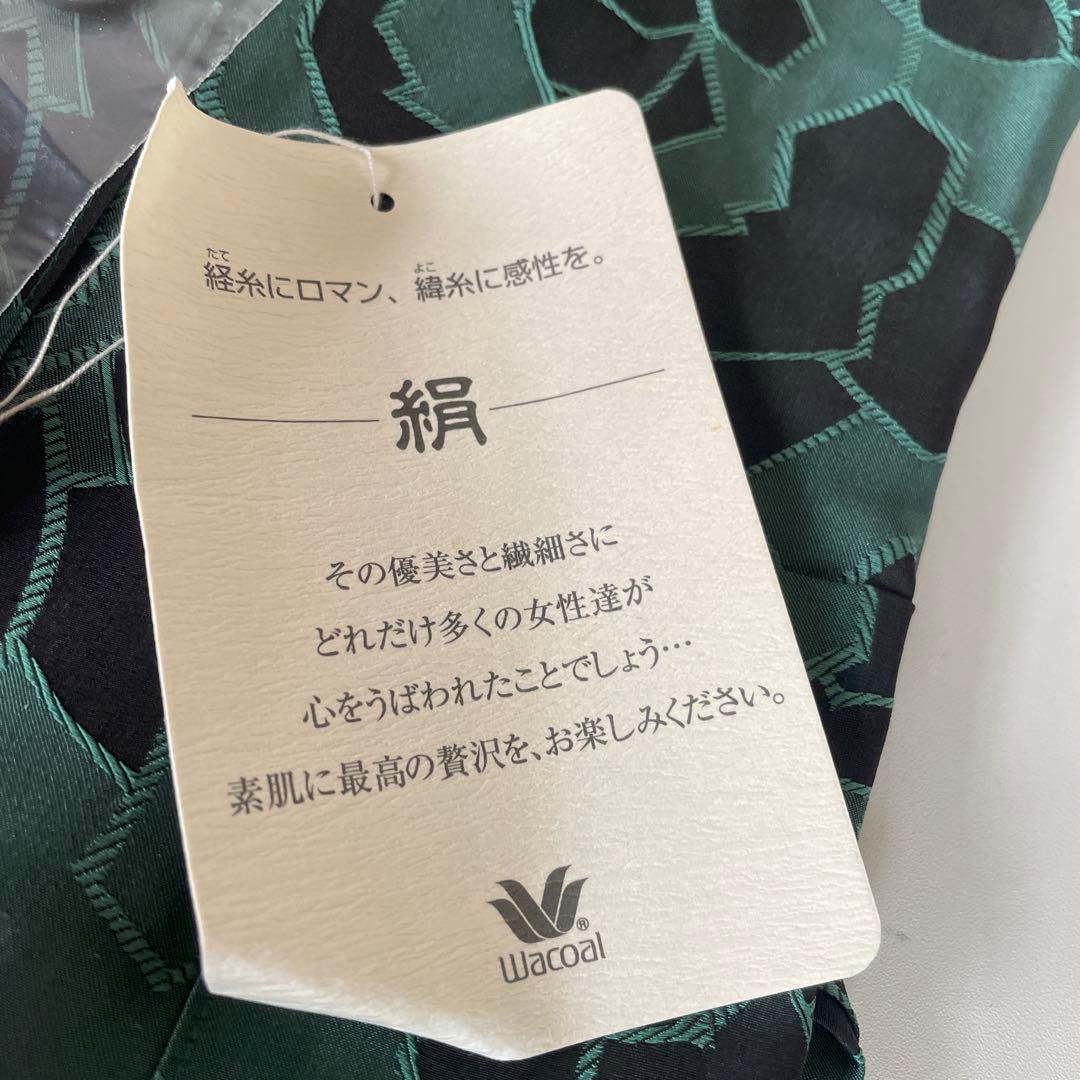 たて
よこ
経糸にロマン、緯糸に感性を。
絹
その優美さと繊細さに
どれだけ多くの女性達が
心をうばわれたことでしょう…
素肌に最高の贅沢を、お楽しみください。
®
Wacoal